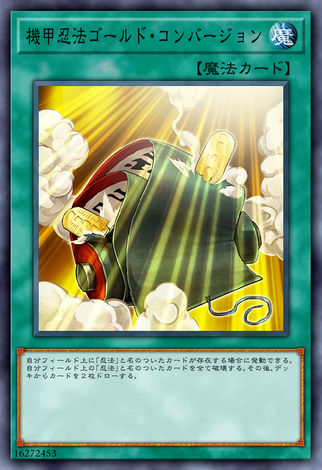 機甲忍法ゴールド・コンバージョン
魔
【魔法カード】
自分フィールド上に「忍法」と名のついたカードが存在する場合に発動できる。
自分フィールド上の「忍法」と名のついたカードを全て破壊する。その後、デッ
キからカードを２枚ドローする。
16272453